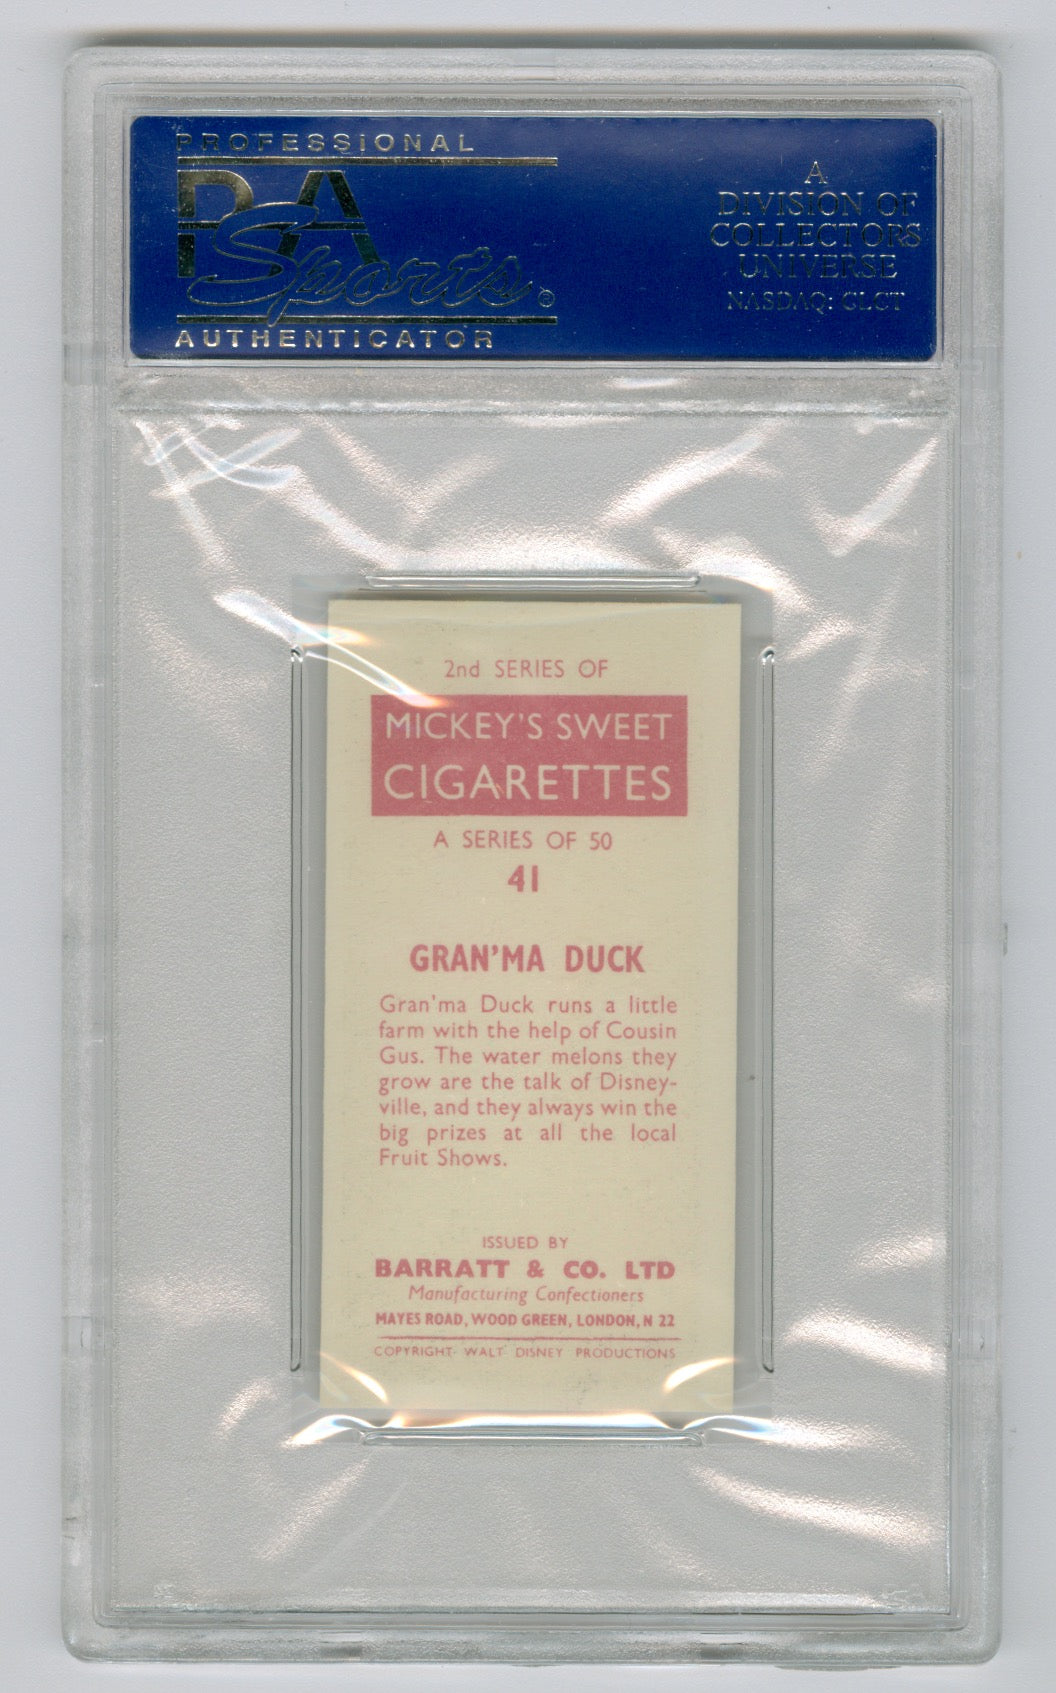 PROFESSIONAL
PSA
Sports®
AUTHENTICATOR
A
DIVISION OF
COLLECTORS
UNIVERSE
NASDAQ: CLCT
2nd SERIES OF
MICKEY'S SWEET
CIGARETTES
A SERIES OF 50
41
GRAN'MA DUCK
Gran'ma Duck runs a little
farm with the help of Cousin
Gus. The water melons they
grow are the talk of Disney-
ville, and they always win the
big prizes at all the local
Fruit Shows.
ISSUED BY
BARRATT & CO. LTD
Manufacturing Confectioners
MAYES ROAD, WOOD GREEN, LONDON, N 22
COPYRIGHT WALT DISNEY PRODUCTIONS